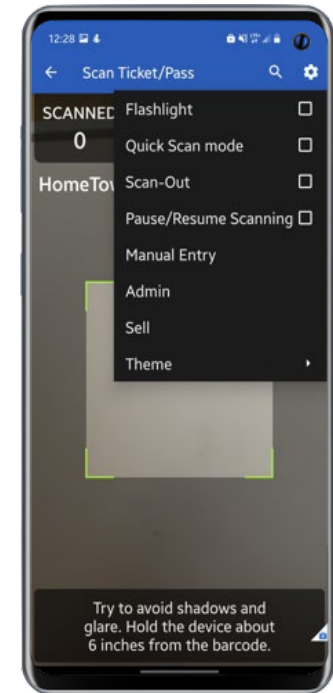 12:28
Scan Ticket/Pass
SCANNED
0
HomeTow
Flashlight
Quick Scan mode
Scan-Out
Pause/Resume Scanning
Manual Entry
Admin
Sell
Theme
Try to avoid shadows and
glare. Hold the device about
6 inches from the barcode.